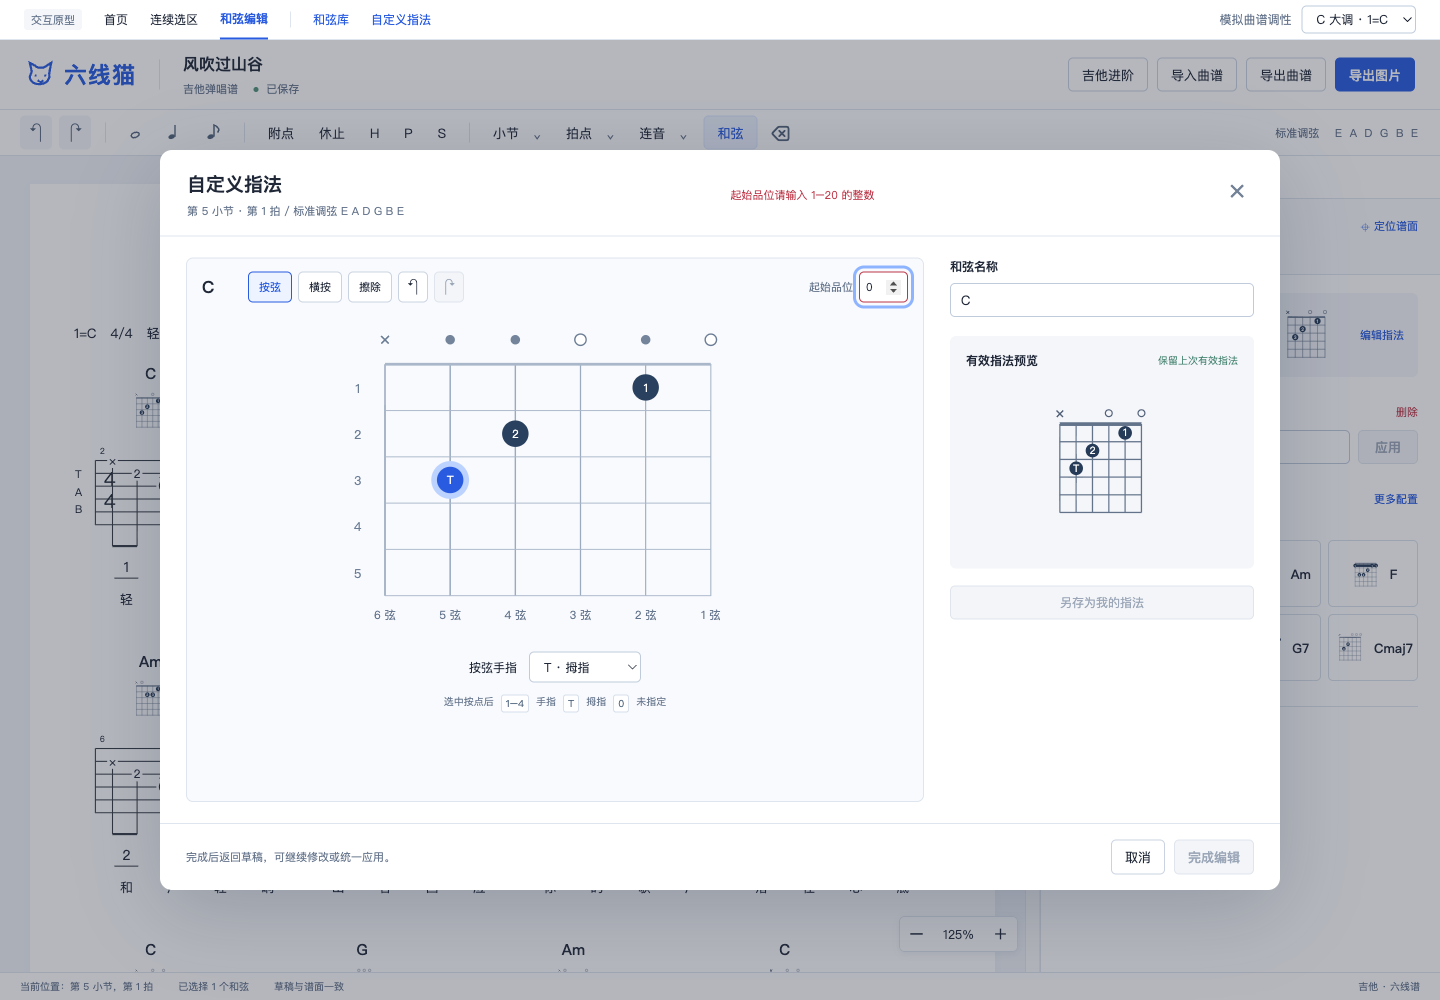 交互原型 首页 连续选区 和弦编辑 和弦库 自定义指法 模拟曲谱调性 C 大调 · 1=C
六线猫 风吹过山谷 吉他进阶 导入曲谱 导出曲谱 导出图片
吉他弹唱谱 已保存
附点 休止 H P S 小节 拍点 连音 和弦 标准调弦 E A D G B E
自定义指法
起始品位请输入 1—20 的整数
第 5 小节 · 第 1 拍 / 标准调弦 E A D G B E
定位谱面
C 按弦 横按 擦除 起始品位 0
和弦名称
C
1=C 4/4 轻
C
×
1 1
2 2
3 T
4
5
6 弦 5 弦 4 弦 3 弦 2 弦 1 弦
按弦手指 T · 拇指
选中按点后 1—4 手指 T 拇指 0 未指定
有效指法预览 保留上次有效指法
×
1
2
T
另存为我的指法
编辑指法
删除
应用
更多配置
Am F
G7 Cmaj7
2
T
A
B
4
4
× 2
1
轻
Am
6
× 2
2
和
完成后返回草稿，可继续修改或统一应用。 取消 完成编辑
125%
C G Am C
当前位置：第 5 小节，第 1 拍 已选择 1 个和弦 草稿与谱面一致 吉他 · 六线谱